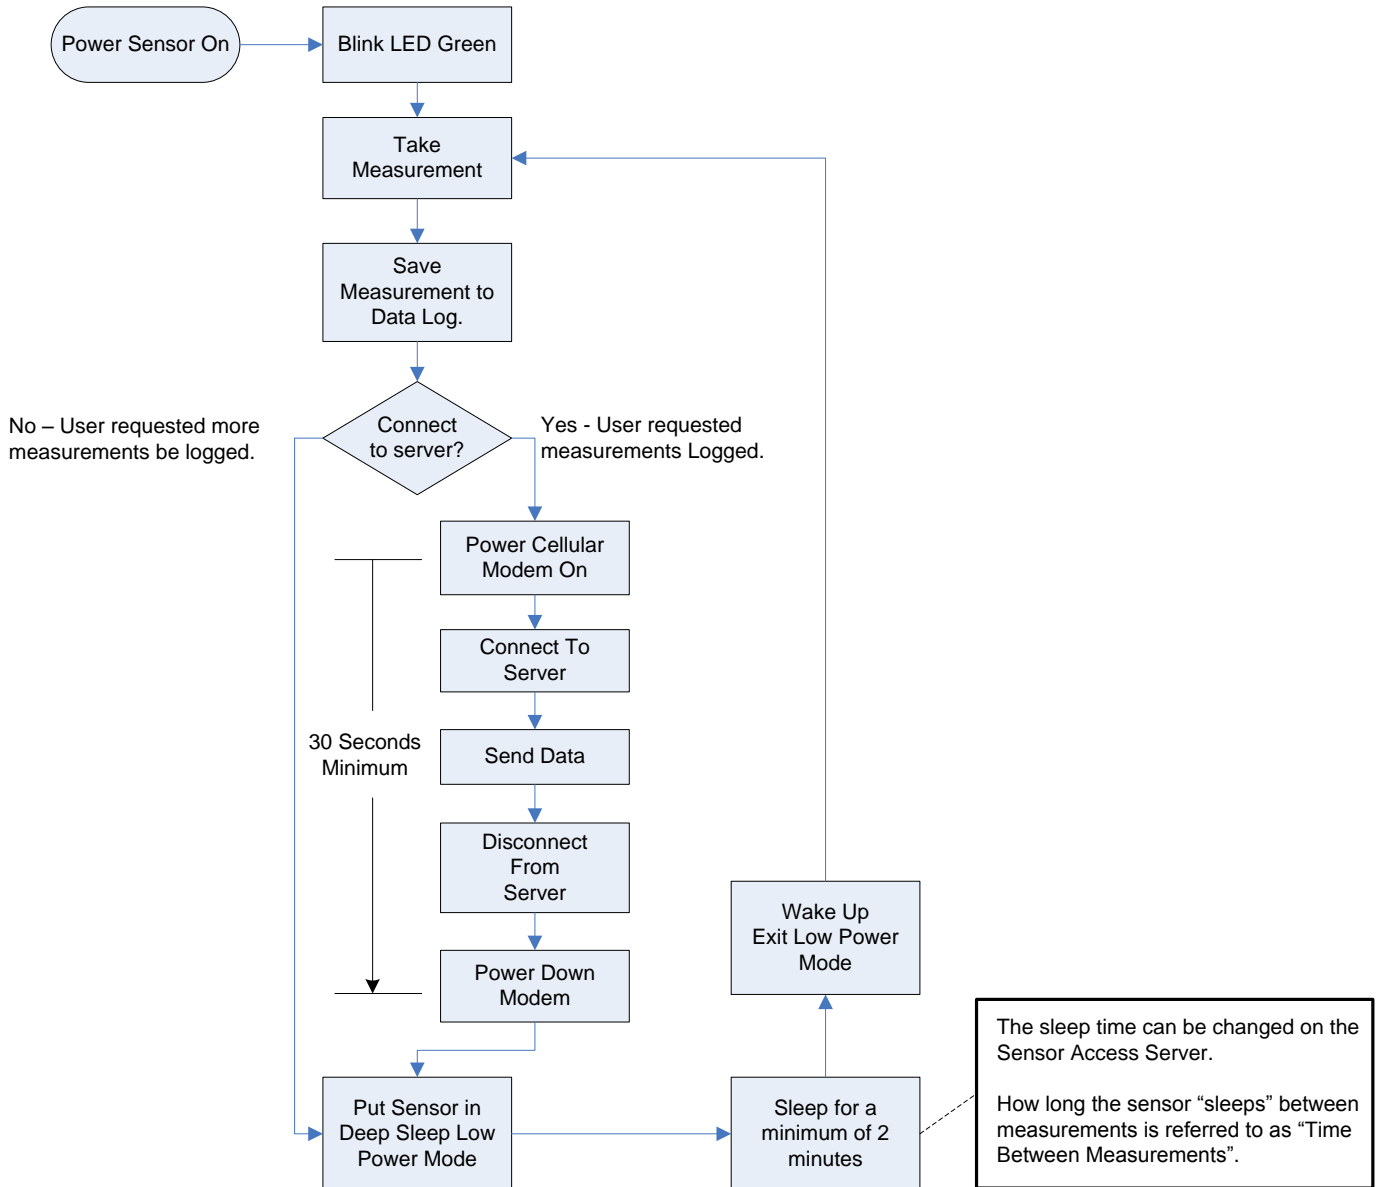 Power Sensor On
Blink LED Green
Take
Measurement
Save
Measurement to
Data Log.
Connect
to server?
No – User requested more
measurements be logged.
Yes - User requested
measurements Logged.
Power Cellular
Modem On
Connect To
Server
30 Seconds
Minimum
Send Data
Disconnect
From
Server
Power Down
Modem
Put Sensor in
Deep Sleep Low
Power Mode
Sleep for a
minimum of 2
minutes
Wake Up
Exit Low Power
Mode
The sleep time can be changed on the
Sensor Access Server.
How long the sensor “sleeps” between
measurements is referred to as “Time
Between Measurements”.